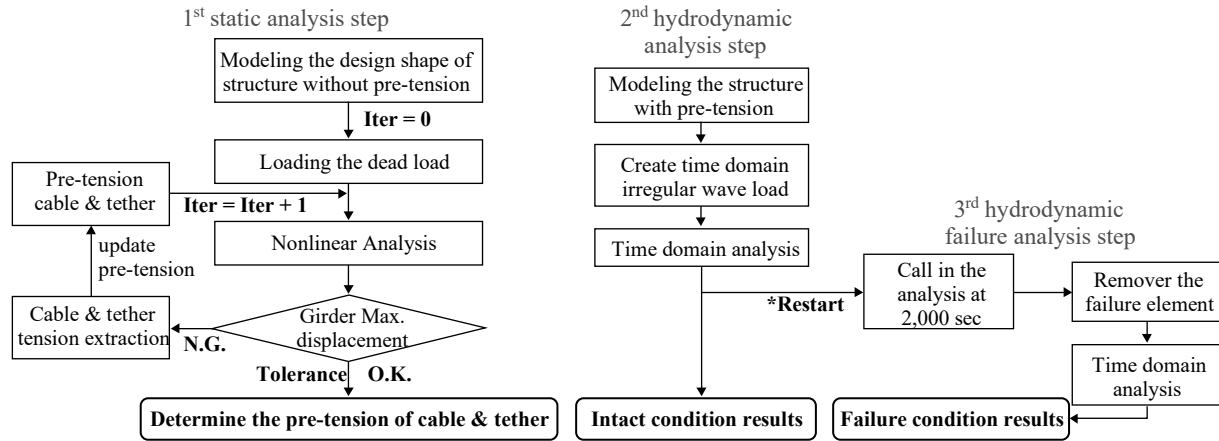 1st static analysis step
Modeling the design shape of
structure without pre-tension
Iter = 0
Loading the dead load
Pre-tension
cable & tether
Iter = Iter + 1
Nonlinear Analysis
update
pre-tension
Cable & tether
tension extraction
N.G.
Girder Max.
displacement
Tolerance
O.K.
Determine the pre-tension of cable & tether
2nd hydrodynamic
analysis step
Modeling the structure
with pre-tension
Create time domain
irregular wave load
Time domain analysis
*Restart
Intact condition results
3rd hydrodynamic
failure analysis step
Call in the
analysis at
2,000 sec
Remover the
failure element
Time domain
analysis
Failure condition results